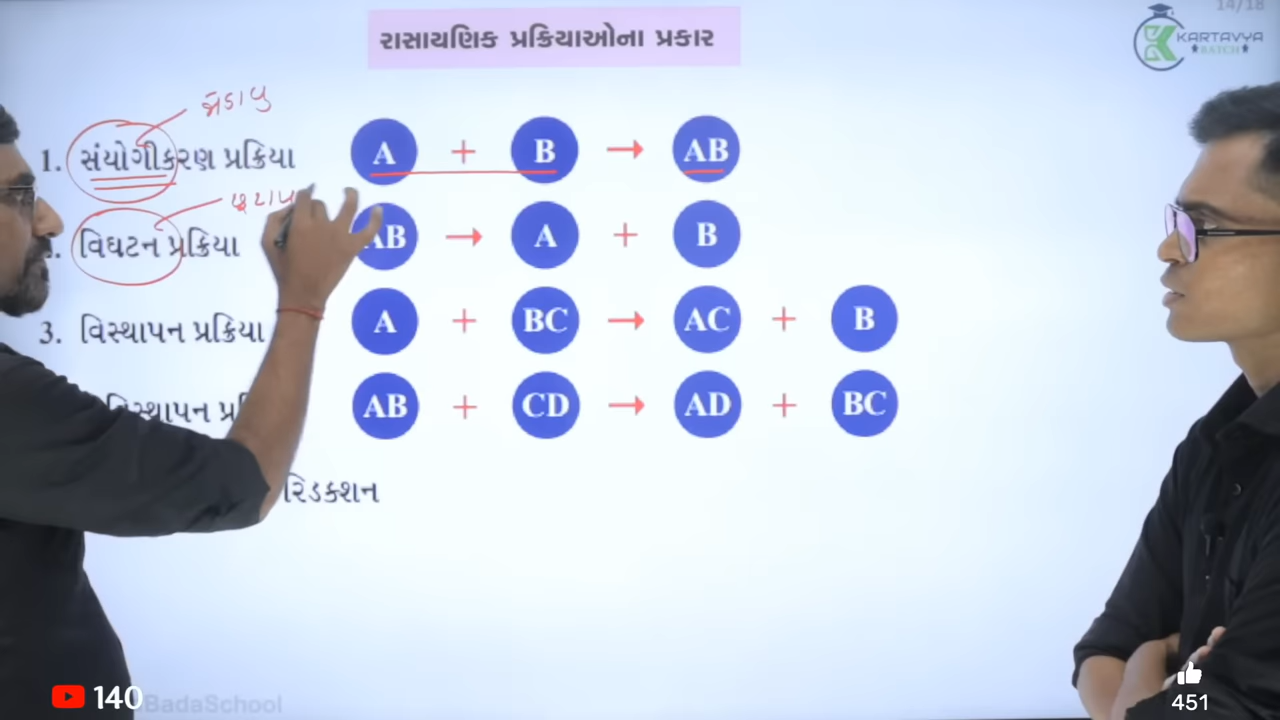 14/18
રાસાયણિક પ્રક્રિયાઓના પ્રકાર
KARTAVYA
BATCH
જોડાવુ
1. સંયોગીકરણ પ્રક્રિયા A + B → AB
વિઘટન પ્રક્રિયા AB → A + B
3. વિસ્થાપન પ્રક્રિયા A + BC → AC + B
વિસ્થાપન AB + CD → AD + BC
રિડક્શન
140
BadaSchool
451